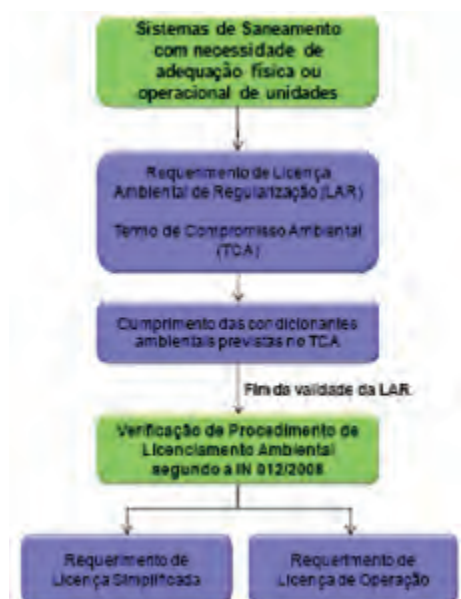 Sistemas de Saneamento
com necessidade de
adequação física ou
operacional de unidades
Requerimento de Licença
Ambiental de Regularização (LAR)
Termo de Compromisso Ambiental
(TCA)
Cumprimento das condicionantes
ambientais previstas no TCA
Fim da validade da LAR
Verificação de Procedimento de
Licenciamento Ambiental
segundo a IN 012/2008
Requerimento de
Licença Simplificada
Requerimento de
Licença de Operação